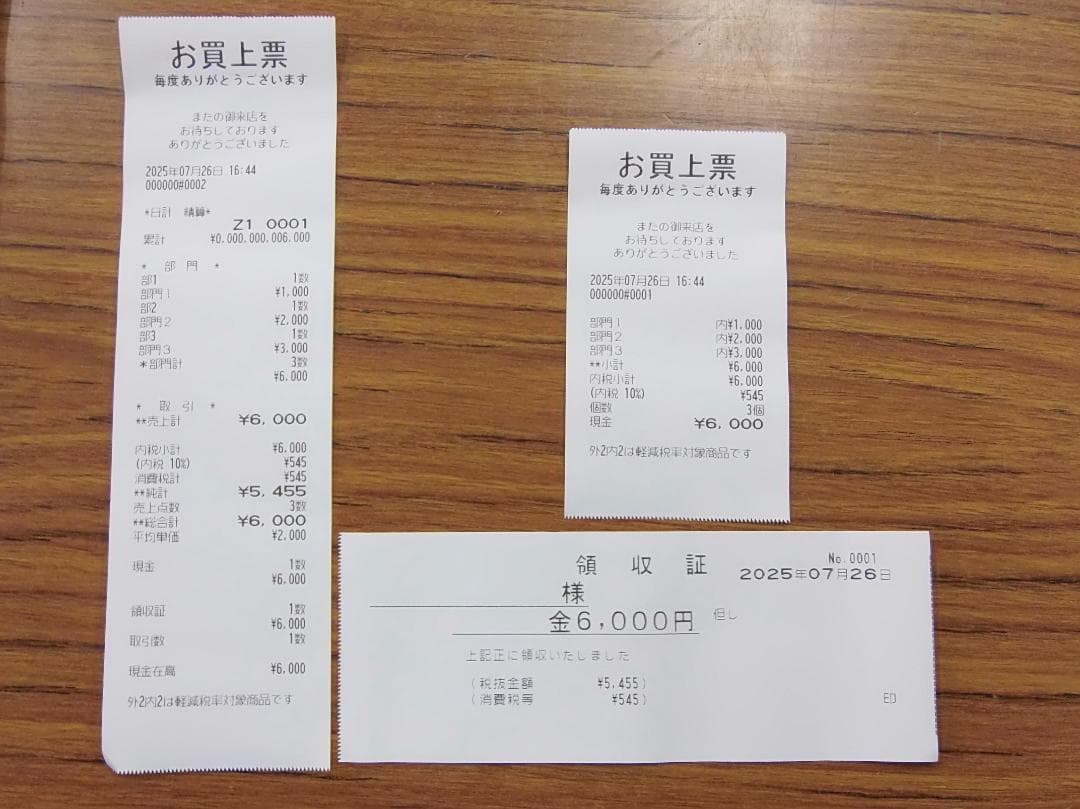 お買上票
毎度ありがとうございます
またの御来店を
お待ちしております
ありがとうございました
2025年07月26日 16:44
000000#0002
*日計 精算*
Z1 0001
累計 ¥0,000,000,006,000
* 部 門 *
部1 1数
部門1 ¥1,000
部2 1数
部門2 ¥2,000
部3 1数
部門3 ¥3,000
*部門計 3数
¥6,000
* 取 引 *
**売上計 ¥6,000
内税小計 ¥6,000
(内税 10%) ¥545
消費税計 ¥545
**純計 ¥5,455
売上点数 3数
**総合計 ¥6,000
平均単価 ¥2,000
現金 1数
¥6,000
領収証 1数
¥6,000
取引数 1数
現金在高 ¥6,000
外2内2は軽減税率対象商品です
お買上票
毎度ありがとうございます
またの御来店を
お待ちしております
ありがとうございました
2025年07月26日 16:44
000000#0001
部門1 内¥1,000
部門2 内¥2,000
部門3 内¥3,000
**小計 ¥6,000
内税小計 ¥6,000
(内税 10%) ¥545
個数 3個
現金 ¥6,000
外2内2は軽減税率対象商品です
領 収 証 No.0001
2025年07月26日
様
金6,000円 但し
上記正に領収いたしました
(税抜金額 ¥5,455)
(消費税等 ¥545) ED